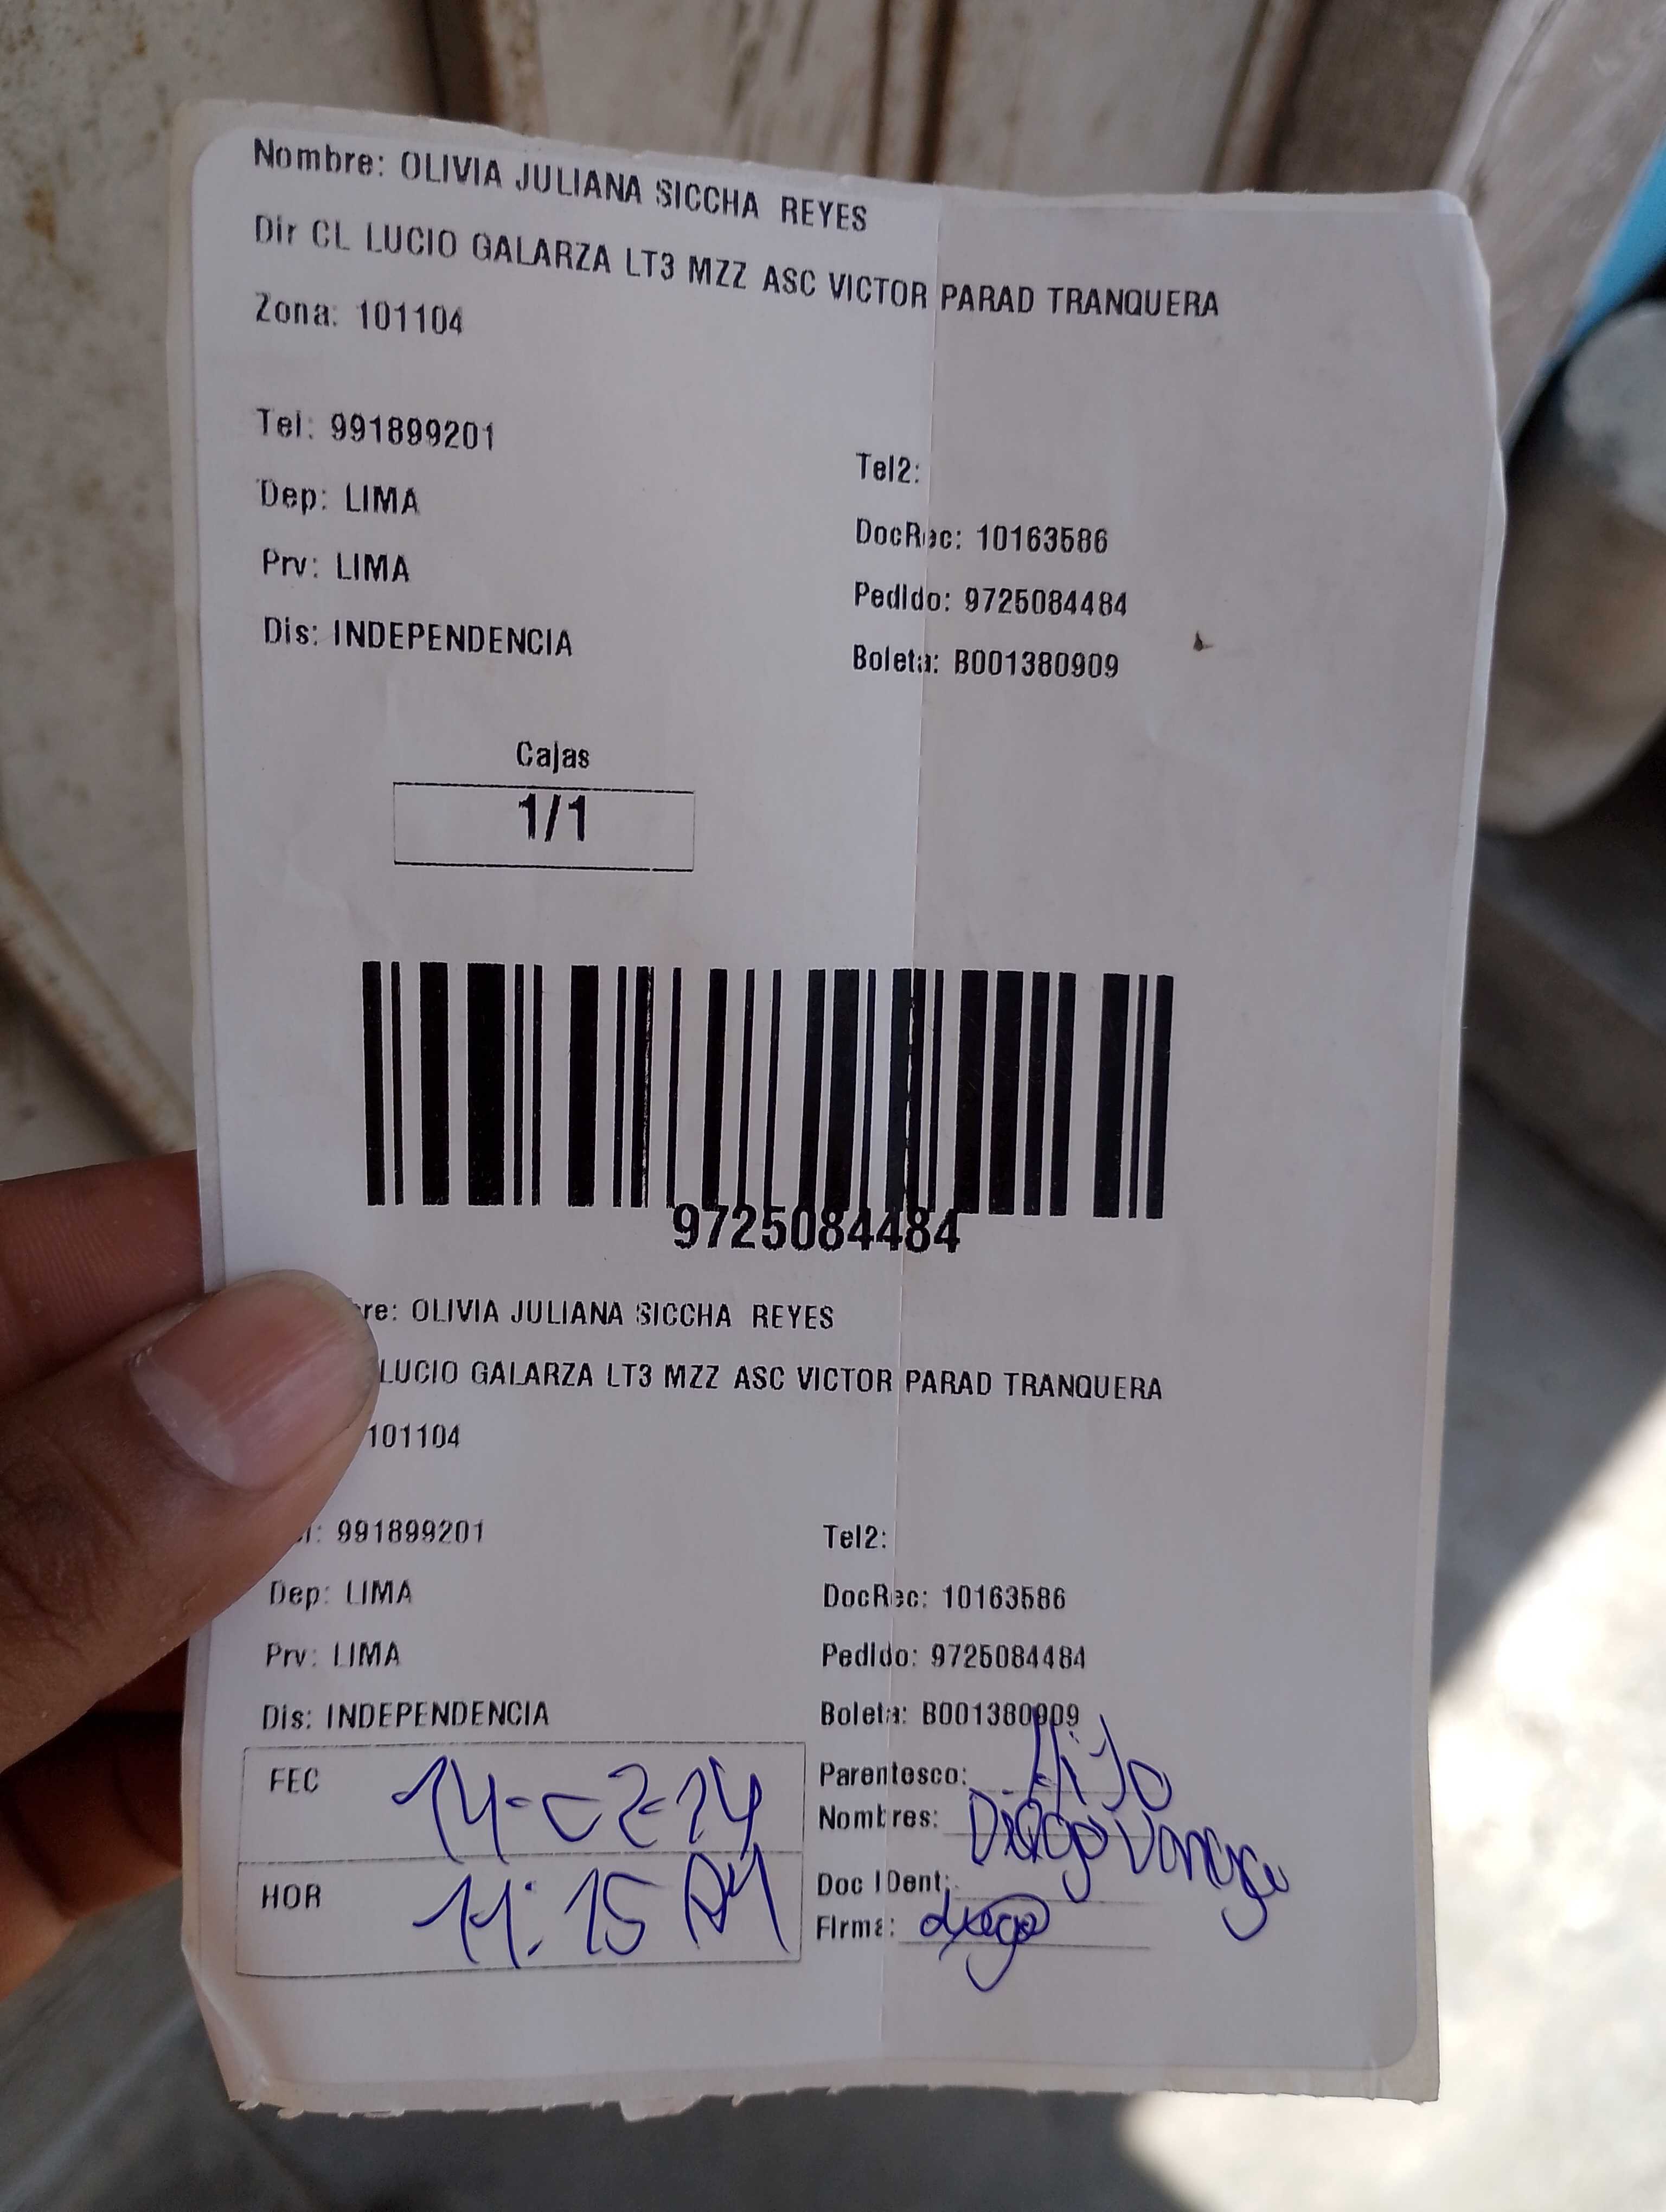 Nombre: OLIVIA JULIANA SICCHA REYES
Dir CL LUCIO GALARZA LT3 MZZ ASC VICTOR PARAD TRANQUERA
Zona: 101104
Tel: 991899201
Tel2:
Dep: LIMA
DocRec: 10163586
Prv: LIMA
Pedido: 9725084484
Dis: INDEPENDENCIA
Boleta: B001380909
Cajas
1/1
9725084484
re: OLIVIA JULIANA SICCHA REYES
LUCIO GALARZA LT3 MZZ ASC VICTOR PARAD TRANQUERA
101104
991899201
Tel2:
Dep: LIMA
DocRec: 10163586
Prv: LIMA
Pedido: 9725084484
Dis: INDEPENDENCIA
Boleta: B001380909
FEC
Parentesco: Hijo
Nombres: Diego
HOR 11:15 AM
Doc IDent:
Firma: diego